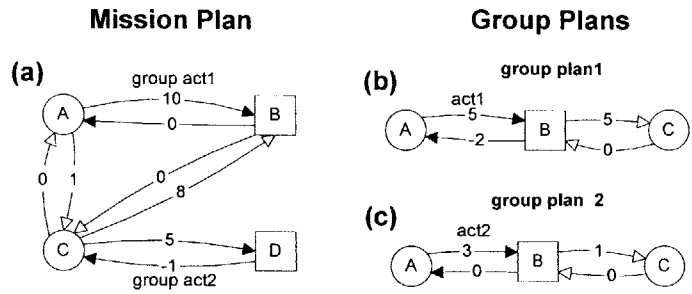 Mission Plan
Group Plans
(a)
group act1
A
10
B
0
0
1
0
8
C
5
D
-1
group act2
group plan1
(b)
act1
A
5
B
5
C
-2
0
group plan 2
(c)
act2
A
3
B
1
C
0
0